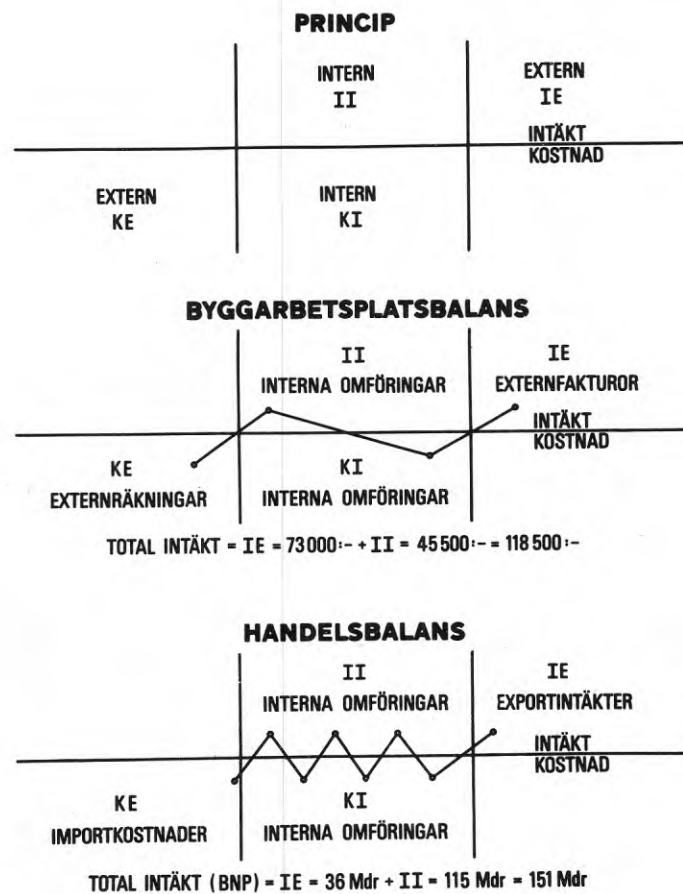 PRINCIP
INTERN
II
EXTERN
IE
INTÄKT
KOSTNAD
EXTERN
KE
INTERN
KI
BYGGARBETSPLATSBALANS
II
INTERNA OMFÖRINGAR
IE
EXTERNFAKTUROR
INTÄKT
KOSTNAD
KE
EXTERNRÄKNINGAR
KI
INTERNA OMFÖRINGAR
TOTAL INTÄKT = IE = 73000:- + II = 45500:- = 118500:-
HANDELSBALANS
II
INTERNA OMFÖRINGAR
IE
EXPORTINTÄKTER
INTÄKT
KOSTNAD
KE
IMPORTKOSTNADER
KI
INTERNA OMFÖRINGAR
TOTAL INTÄKT (BNP) = IE = 36 Mdr + II = 115 Mdr = 151 Mdr